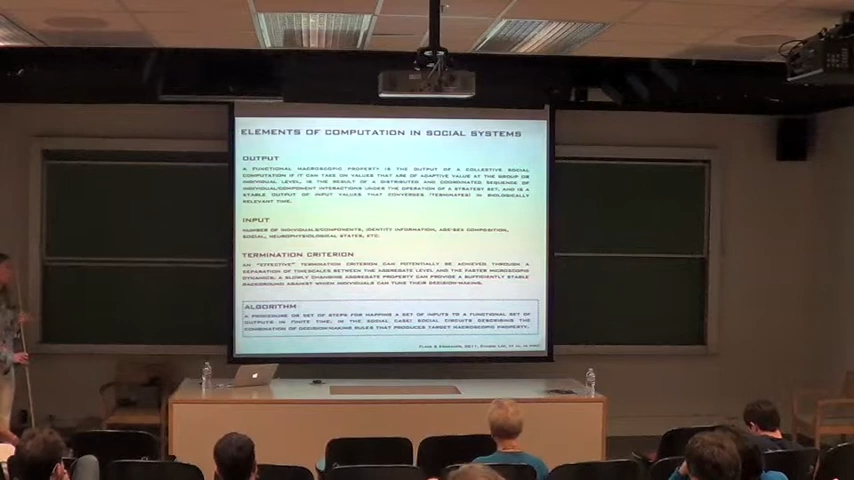 ELEMENTS OF COMPUTATION IN SOCIAL SYSTEMS
OUTPUT
A FUNCTIONAL MACROSCOPIC PROPERTY IS THE OUTPUT OF A COLLECTIVE SOCIAL
COMPUTATION IF IT CAN TAKE ON VALUES THAT ARE OF ADAPTIVE VALUE AT THE GROUP OR
INDIVIDUAL LEVEL, IS THE RESULT OF A DISTRIBUTED AND COORDINATED SEQUENCE OF
INDIVIDUAL/COMPONENT INTERACTIONS UNDER THE OPERATION OF A STRATEGY SET, AND IS A
STABLE OUTPUT OF INPUT VALUES THAT CONVERGES (TERMINATES) IN BIOLOGICALLY
RELEVANT TIME.
INPUT
NUMBER OF INDIVIDUALS/COMPONENTS, IDENTITY INFORMATION, AGE/SEX COMPOSITION,
SOCIAL, NEUROPHYSIOLOGICAL STATES, ETC.
TERMINATION CRITERION
AN "EFFECTIVE" TERMINATION CRITERION CAN POTENTIALLY BE ACHIEVED THROUGH A
SEPARATION OF TIMESCALES BETWEEN THE AGGREGATE LEVEL AND THE FASTER MICROSCOPIC
DYNAMICS. A SLOWLY CHANGING AGGREGATE PROPERTY CAN PROVIDE A SUFFICIENTLY STABLE
BACKGROUND AGAINST WHICH INDIVIDUALS CAN TUNE THEIR DECISION-MAKING.
ALGORITHM
A PROCEDURE OR SET OF STEPS FOR MAPPING A SET OF INPUTS TO A FUNCTIONAL SET OF
OUTPUTS IN FINITE TIME. IN THE SOCIAL CASE: SOCIAL CIRCUITS DESCRIBING THE
COMBINATION OF DECISION-MAKING RULES THAT PRODUCES TARGET MACROSCOPIC PROPERTY.